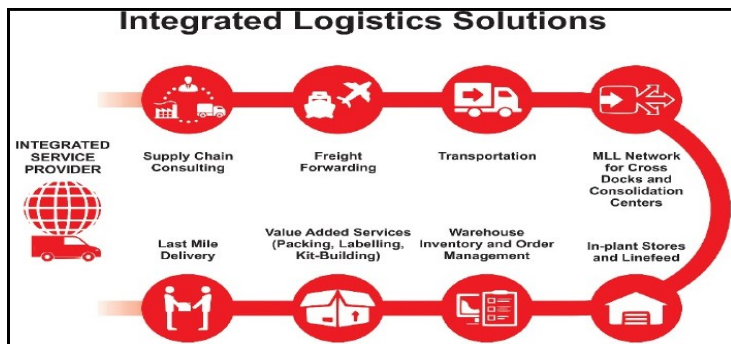 Integrated Logistics Solutions
INTEGRATED
SERVICE
PROVIDER
Supply Chain
Consulting
Freight
Forwarding
Transportation
MLL Network
for Cross
Docks and
Consolidation
Centers
Last Mile
Delivery
Value Added Services
(Packing, Labelling,
Kit-Building)
Warehouse
Inventory and Order
Management
In-plant Stores
and Linefeed